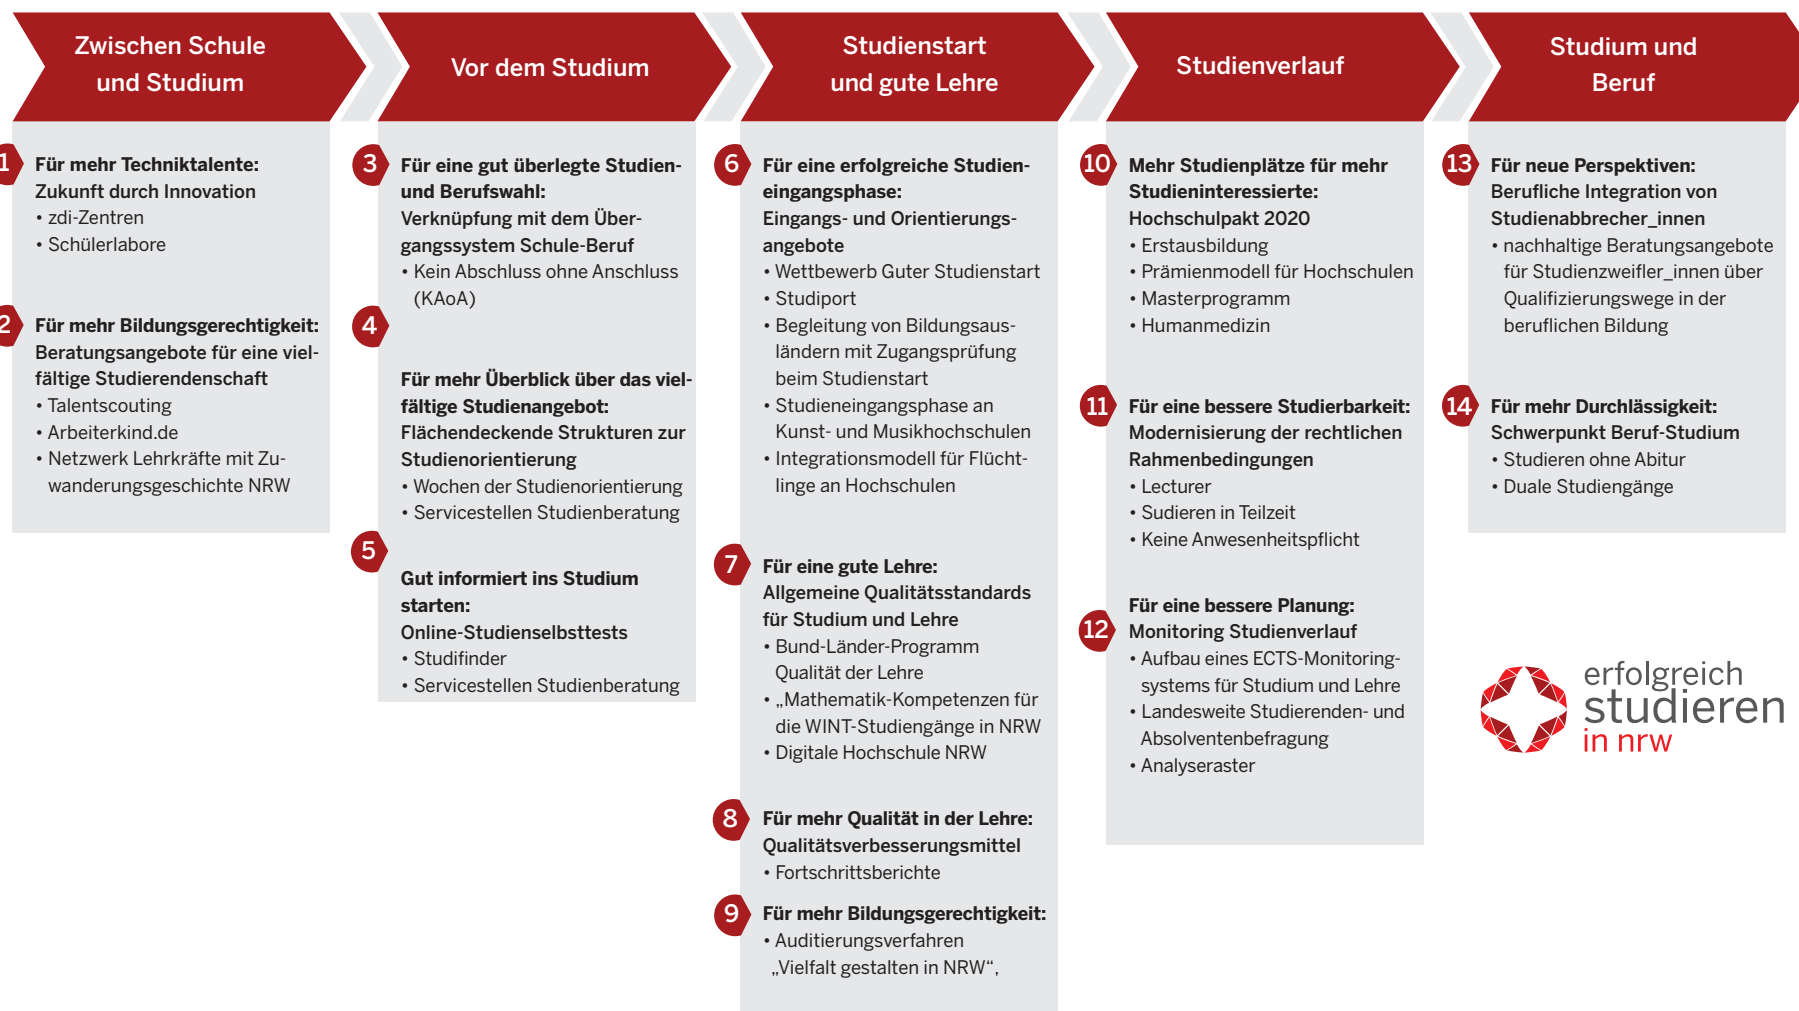 Zwischen Schule
und Studium
Vor dem Studium
Studienstart
und gute Lehre
Studienverlauf
Studium und
Beruf
1
Für mehr Techniktalente:
Zukunft durch Innovation
• zdi-Zentren
• Schülerlabore
2
Für mehr Bildungsgerechtigkeit:
Beratungsangebote für eine viel-
fältige Studierendenschaft
• Talentscouting
• Arbeiterkind.de
• Netzwerk Lehrkräfte mit Zu-
wanderungsgeschichte NRW
3
Für eine gut überlegte Studien-
und Berufswahl:
Verknüpfung mit dem Über-
gangssystem Schule-Beruf
• Kein Abschluss ohne Anschluss
(KAoA)
4
Für mehr Überblick über das viel-
fältige Studienangebot:
Flächendeckende Strukturen zur
Studienorientierung
• Wochen der Studienorientierung
• Servicestellen Studienberatung
5
Gut informiert ins Studium
starten:
Online-Studienselbsttests
• Studifinder
• Servicestellen Studienberatung
6
Für eine erfolgreiche Studien-
eingangsphase:
Eingangs- und Orientierungs-
angebote
• Wettbewerb Guter Studienstart
• Studiport
• Begleitung von Bildungsaus-
ländern mit Zugangsprüfung
beim Studienstart
• Studieneingangsphase an
Kunst- und Musikhochschulen
• Integrationsmodell für Flücht-
linge an Hochschulen
7
Für eine gute Lehre:
Allgemeine Qualitätsstandards
für Studium und Lehre
• Bund-Länder-Programm
Qualität der Lehre
• „Mathematik-Kompetenzen für
die WINT-Studiengänge in NRW
• Digitale Hochschule NRW
8
Für mehr Qualität in der Lehre:
Qualitätsverbesserungsmittel
• Fortschrittsberichte
9
Für mehr Bildungsgerechtigkeit:
• Auditierungsverfahren
„Vielfalt gestalten in NRW“,
10
Mehr Studienplätze für mehr
Studieninteressierte:
Hochschulpakt 2020
• Erstausbildung
• Prämienmodell für Hochschulen
• Masterprogramm
• Humanmedizin
11
Für eine bessere Studierbarkeit:
Modernisierung der rechtlichen
Rahmenbedingungen
• Lecturer
• Sudieren in Teilzeit
• Keine Anwesenheitspflicht
12
Für eine bessere Planung:
Monitoring Studienverlauf
• Aufbau eines ECTS-Monitoring-
systems für Studium und Lehre
• Landesweite Studierenden- und
Absolventenbefragung
• Analyseraster
13
Für neue Perspektiven:
Berufliche Integration von
Studienabbrecher_innen
• nachhaltige Beratungsangebote
für Studienzweifler_innen über
Qualifizierungswege in der
beruflichen Bildung
14
Für mehr Durchlässigkeit:
Schwerpunkt Beruf-Studium
• Studieren ohne Abitur
• Duale Studiengänge
erfolgreich
studieren
in nrw